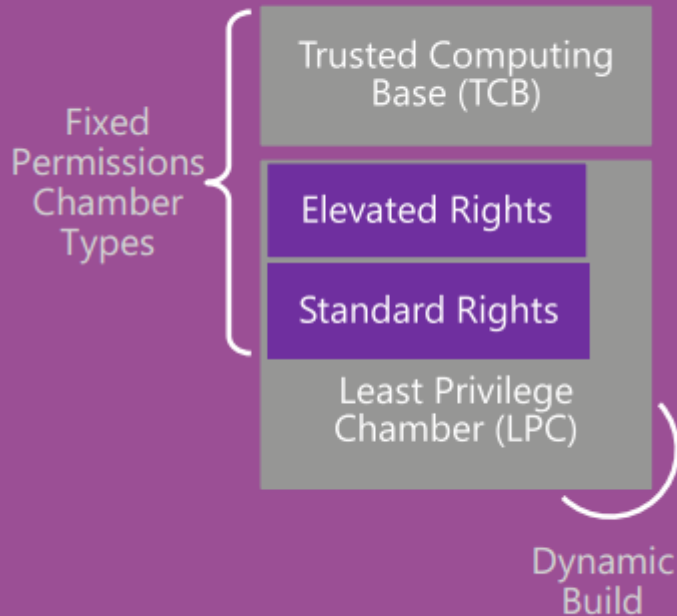 Trusted Computing
Base (TCB)
Fixed
Permissions
Chamber
Types
Elevated Rights
Standard Rights
Least Privilege
Chamber (LPC)
Dynamic
Build